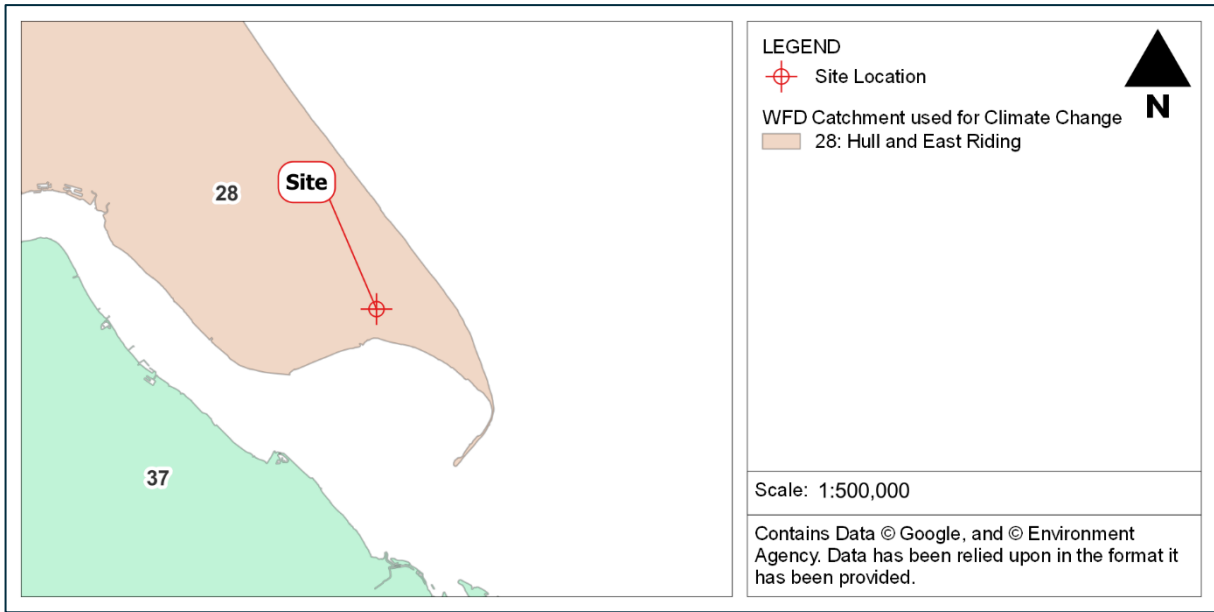 28
Site
37
LEGEND
Site Location
N
WFD Catchment used for Climate Change
28: Hull and East Riding
Scale: 1:500,000
Contains Data © Google, and © Environment
Agency. Data has been relied upon in the format it
has been provided.